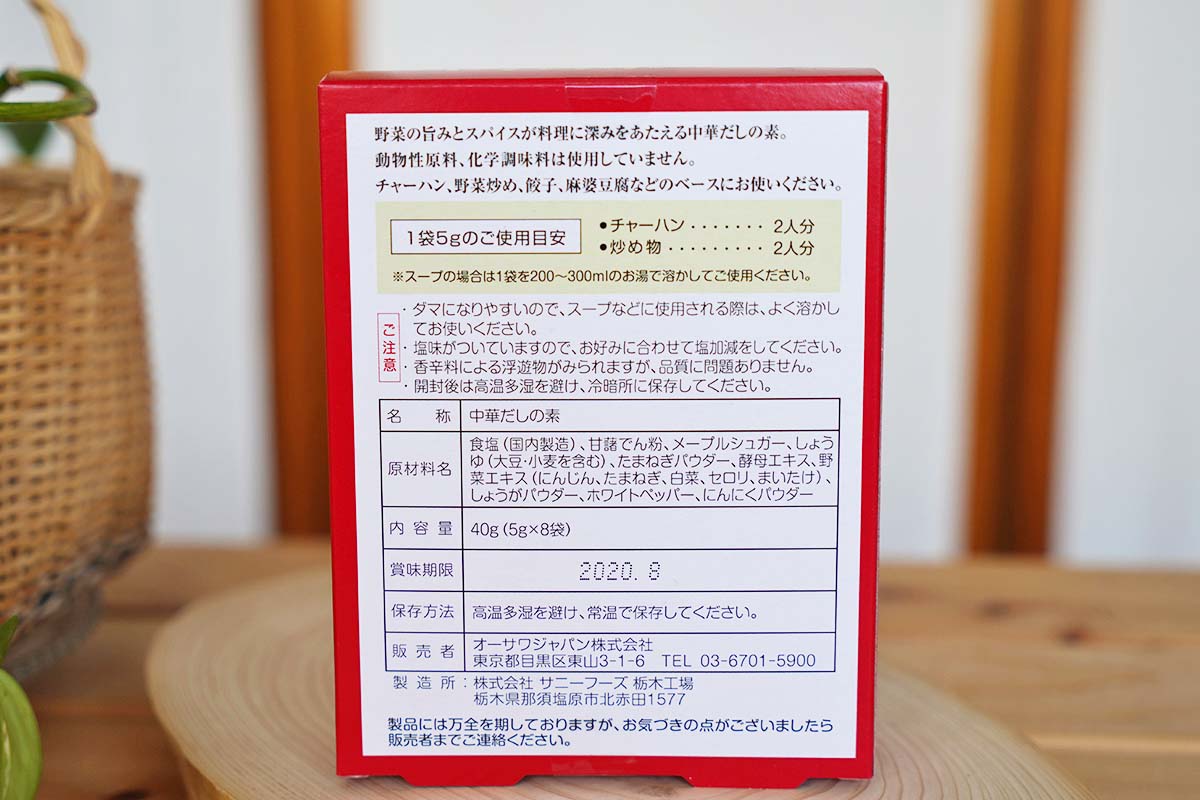 野菜の旨みとスパイスが料理に深みをあたえる中華だしの素。
動物性原料、化学調味料は使用していません。
チャーハン、野菜炒め、餃子、麻婆豆腐などのベースにお使いください。
1袋5gのご使用目安
●チャーハン・・・・・・・2人分
●炒め物・・・・・・・・・2人分
※スープの場合は1袋を200〜300mlのお湯で溶かしてご使用ください。
ご注意
・ダマになりやすいので、スープなどに使用される際は、よく溶かし
てお使いください。
・塩味がついていますので、お好みに合わせて塩加減をしてください。
・香辛料による浮遊物がみられますが、品質に問題ありません。
・開封後は高温多湿を避け、冷暗所に保存してください。
名 称 中華だしの素
原材料名 食塩(国内製造)、甘藷でん粉、メープルシュガー、しょう
ゆ(大豆・小麦を含む)、たまねぎパウダー、酵母エキス、野
菜エキス(にんじん、たまねぎ、白菜、セロリ、まいたけ)、
しょうがパウダー、ホワイトペッパー、にんにくパウダー
内容量 40g(5g×8袋)
賞味期限 2020. 8
保存方法 高温多湿を避け、常温で保存してください。
販売者 オーサワジャパン株式会社
東京都目黒区東山3-1-6 TEL 03-6701-5900
製造所:株式会社 サニーフーズ 栃木工場
栃木県那須塩原市北赤田1577
製品には万全を期しておりますが、お気づきの点がございましたら
販売者までご連絡ください。